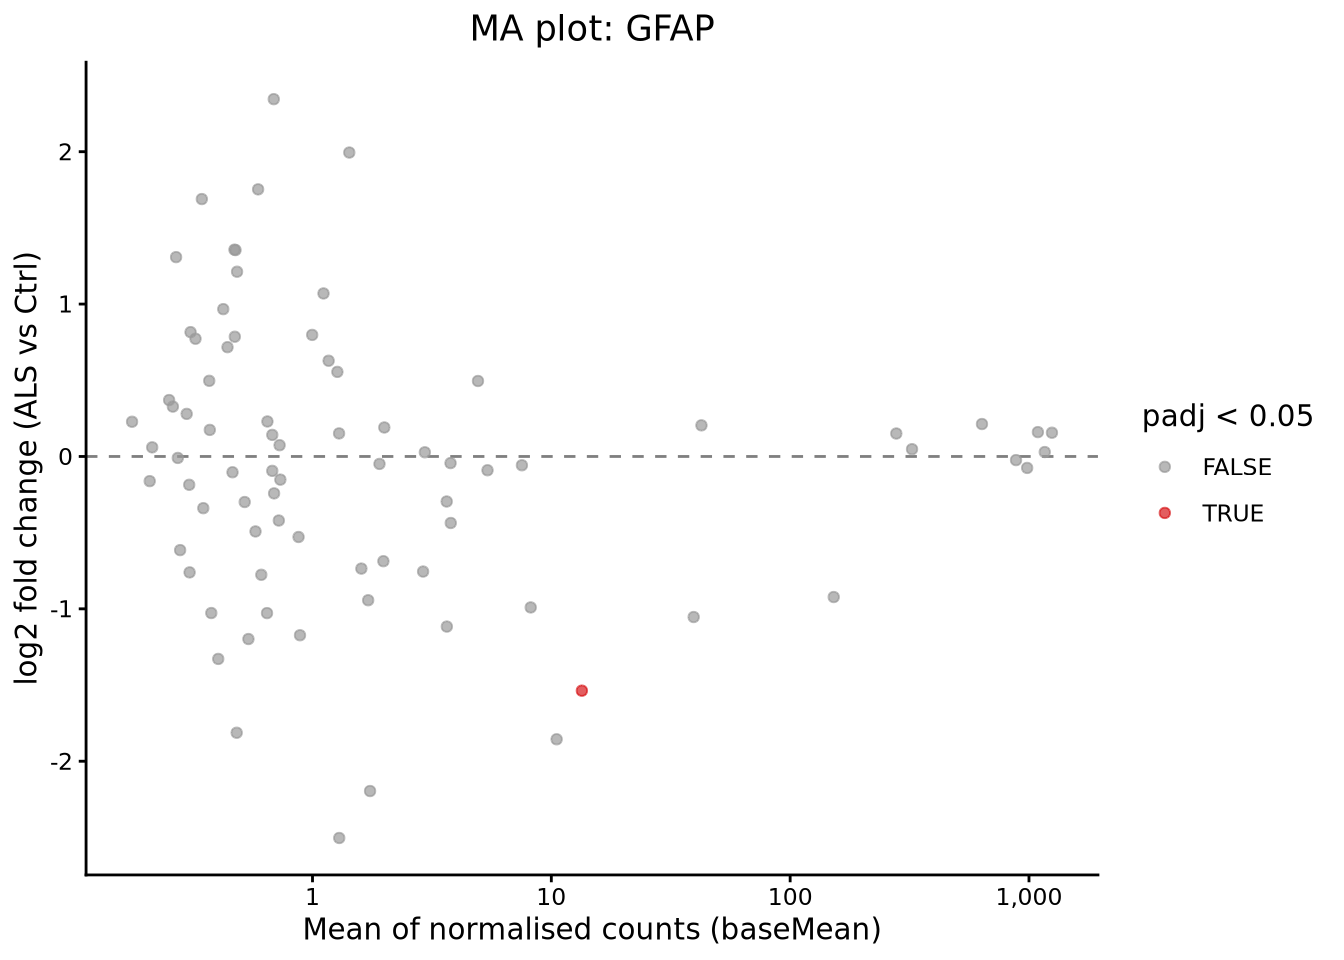 MA plot: GFAP
log2 fold change (ALS vs Ctrl)
2
1
0
-1
-2
1
10
100
1,000
Mean of normalised counts (baseMean)
padj < 0.05
FALSE
TRUE